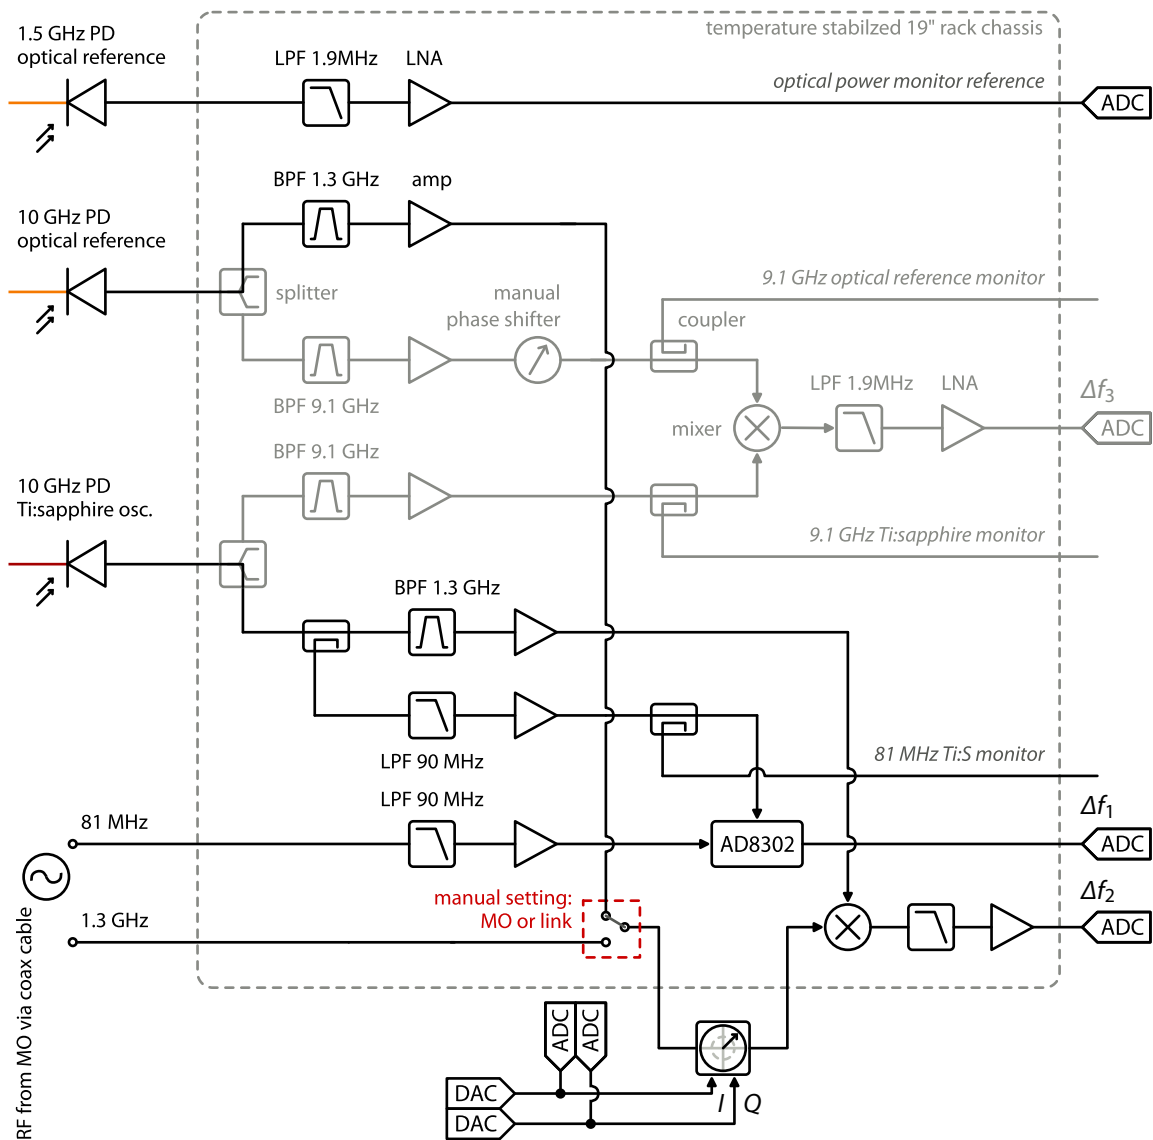 temperature stabilzed 19" rack chassis
1.5 GHz PD
optical reference
LPF 1.9MHz
LNA
optical power monitor reference
ADC
BPF 1.3 GHz
amp
10 GHz PD
optical reference
splitter
manual
phase shifter
9.1 GHz optical reference monitor
coupler
BPF 9.1 GHz
LPF 1.9MHz
LNA
Δf3
ADC
mixer
BPF 9.1 GHz
10 GHz PD
Ti:sapphire osc.
9.1 GHz Ti:sapphire monitor
BPF 1.3 GHz
LPF 90 MHz
81 MHz Ti:S monitor
LPF 90 MHz
81 MHz
AD8302
Δf1
ADC
manual setting:
MO or link
1.3 GHz
Δf2
ADC
RF from MO via coax cable
ADC
ADC
DAC
DAC
I
Q